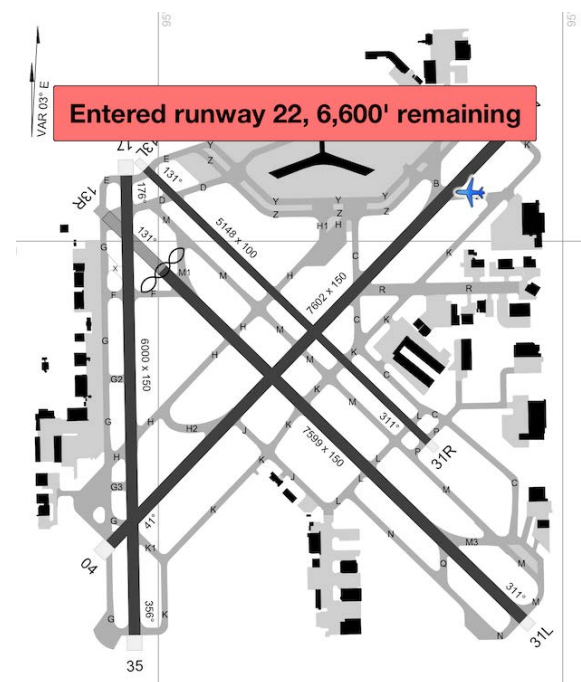 95'
95'
VAR 03° E
Entered runway 22, 6,600' remaining
17
13L
13R
E
Y
Z
K
131°
E
D
D
176°
B
Y
Y
Z
Z
Y
Z
M
H1
H
131°
5148 x 100
G
C
K
X
M1
M
H
F
F
R
R
7602 x 150
C
K
G
H
M
H
M
K
C
6000 x 150
G2
K
M
311°
L
C
G
H
H2
J
K
7599 x 150
P
P
31R
H
K
J
L
L
M
G3
L
C
G
41°
K
N
M3
04
K1
Q
M
356°
311°
M
G
K
N
31L
35